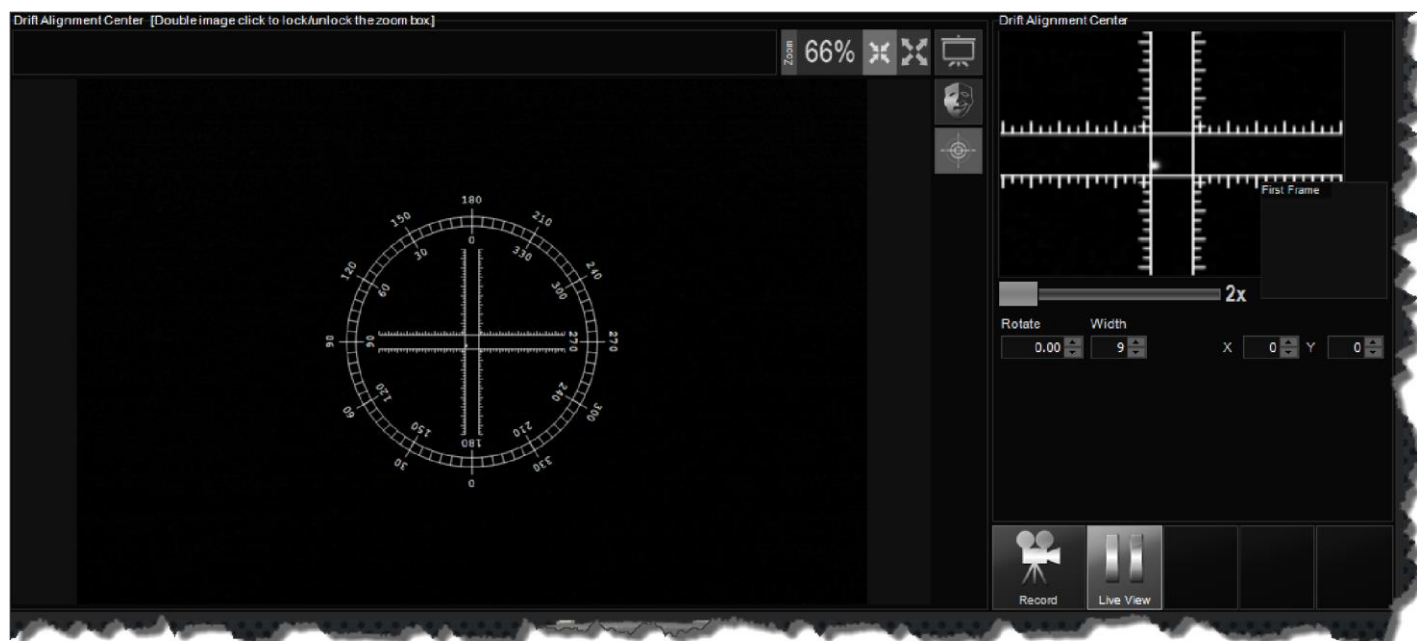 Drift Alignment Center [Double image click to lock/unlock the zoom box.]
Zoom 66%
180
150 210
0
30 330
120 240
60 300
90 90 270 270
120 240
60 300
150 210
180
30 330
0
Drift Alignment Center
First Frame
2x
Rotate Width
0.00 9 X 0 Y 0
Record Live View